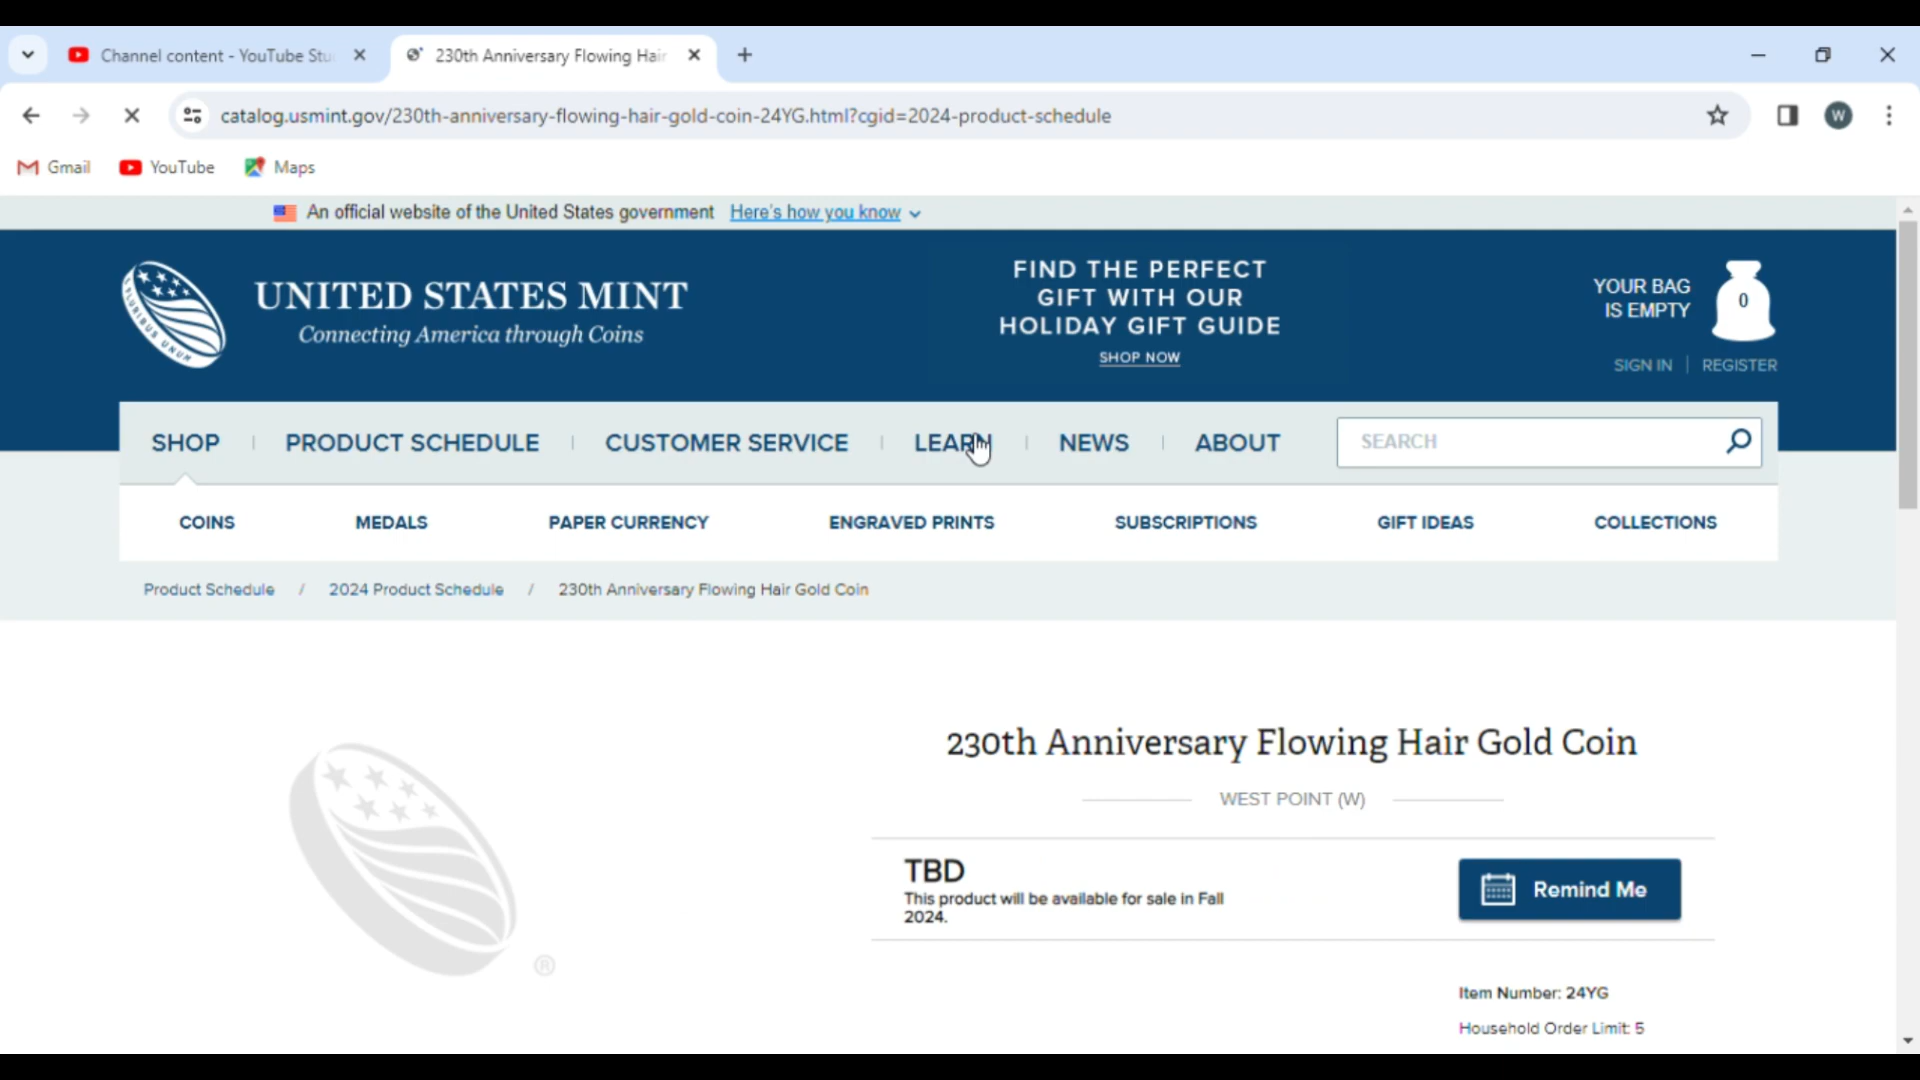 Channel content - YouTube Stu
230th Anniversary Flowing Hair
catalog.usmint.gov/230th-anniversary-flowing-hair-gold-coin-24YG.html?cgid=2024-product-schedule
W
Gmail
YouTube
Maps
An official website of the United States government Here's how you know
PLURIBUS UNUM
UNITED STATES MINT
Connecting America through Coins
FIND THE PERFECT
GIFT WITH OUR
HOLIDAY GIFT GUIDE
SHOP NOW
YOUR BAG
IS EMPTY
0
SIGN IN | REGISTER
SHOP | PRODUCT SCHEDULE | CUSTOMER SERVICE | LEARN | NEWS | ABOUT
SEARCH
COINS MEDALS PAPER CURRENCY ENGRAVED PRINTS SUBSCRIPTIONS GIFT IDEAS COLLECTIONS
Product Schedule / 2024 Product Schedule / 230th Anniversary Flowing Hair Gold Coin
®
230th Anniversary Flowing Hair Gold Coin
WEST POINT (W)
TBD
This product will be available for sale in Fall
2024.
Remind Me
Item Number: 24YG
Household Order Limit: 5